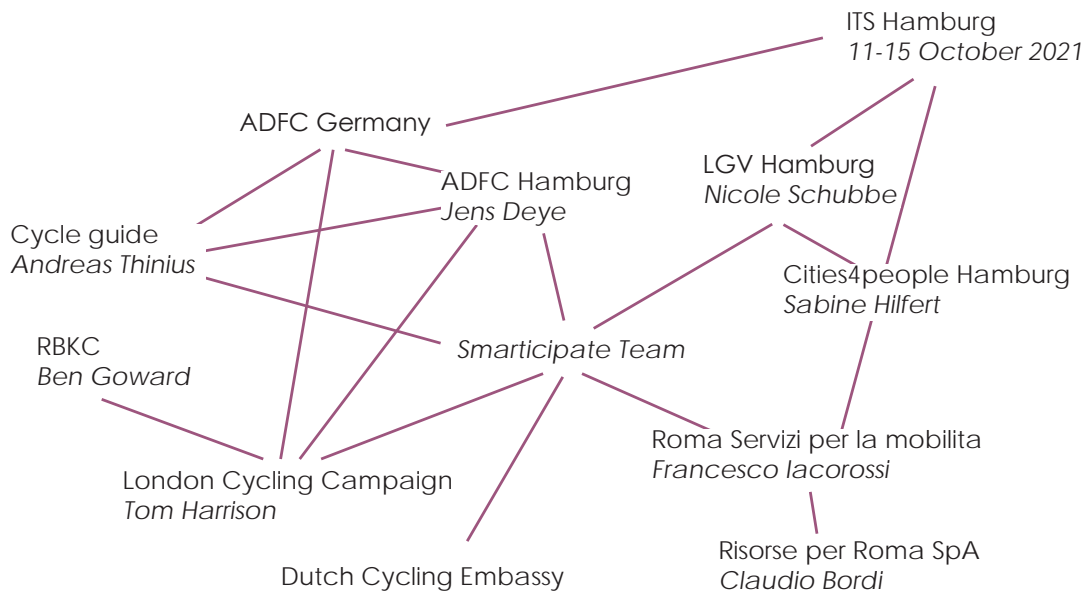 ITS Hamburg
11-15 October 2021
ADFC Germany
LGV Hamburg
Nicole Schubbe
ADFC Hamburg
Jens Deye
Cycle guide
Andreas Thinius
Cities4people Hamburg
Sabine Hilfert
RBKC
Ben Goward
Smarticipate Team
Roma Servizi per la mobilita
Francesco Iacorossi
London Cycling Campaign
Tom Harrison
Risorse per Roma SpA
Claudio Bordi
Dutch Cycling Embassy